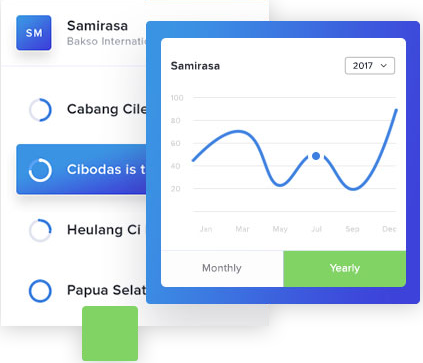 SM
Samirasa
Bakso Internati
Cabang Cile
Cibodas is t
Heulang Ci
Papua Selat
Samirasa
2017
100
80
60
40
20
Jan Mar May Jul Sep Dec
Monthly Yearly